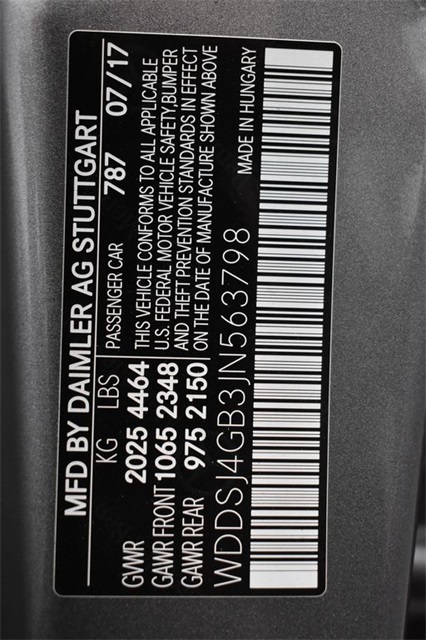 MFD BY DAIMLER AG STUTTGART
KG LBS PASSENGER CAR 787 07/17
GVWR 2025 4464 THIS VEHICLE CONFORMS TO ALL APPLICABLE
GAWR FRONT 1065 2348 U.S. FEDERAL MOTOR VEHICLE SAFETY,BUMPER
GAWR REAR 975 2150 AND THEFT PREVENTION STANDARDS IN EFFECT
ON THE DATE OF MANUFACTURE SHOWN ABOVE
WDDSJ4GB3JN563798 MADE IN HUNGARY